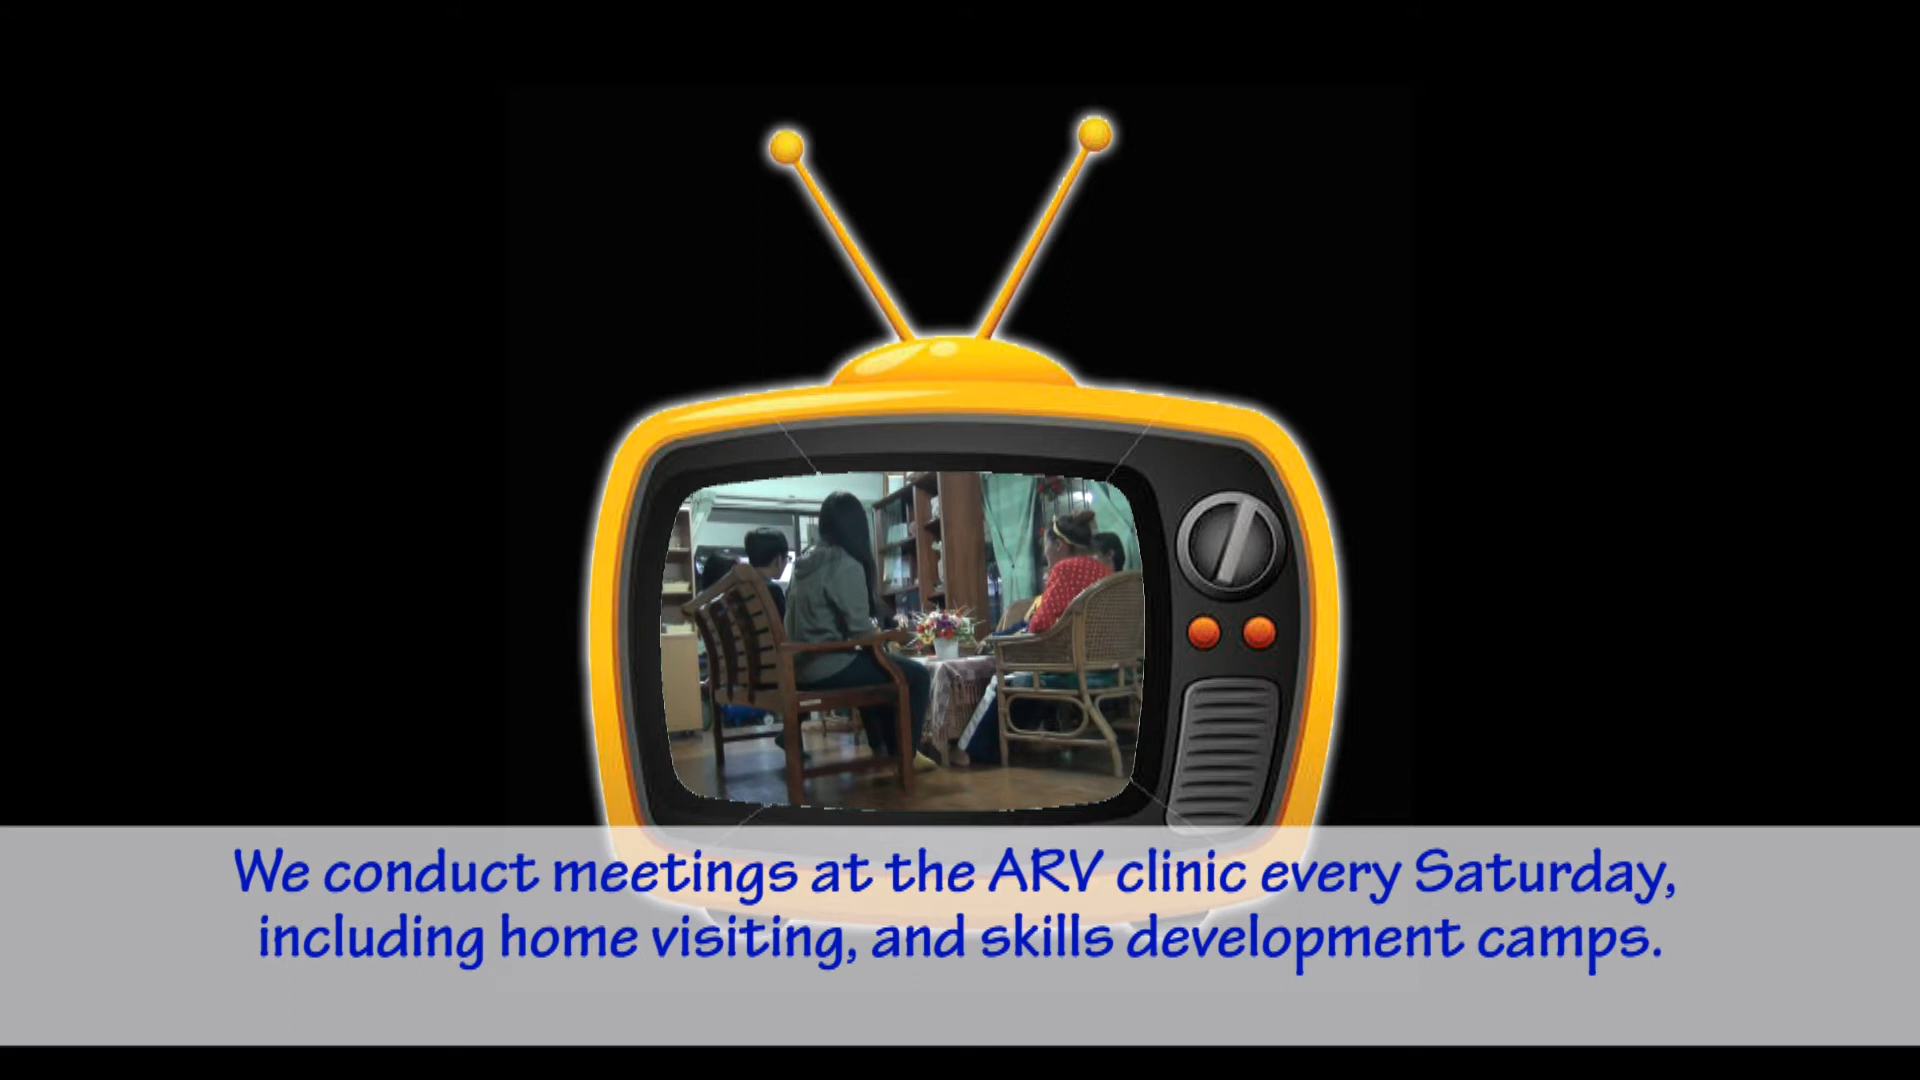 We conduct meetings at the ARV clinic every Saturday,
including home visiting, and skills development camps.